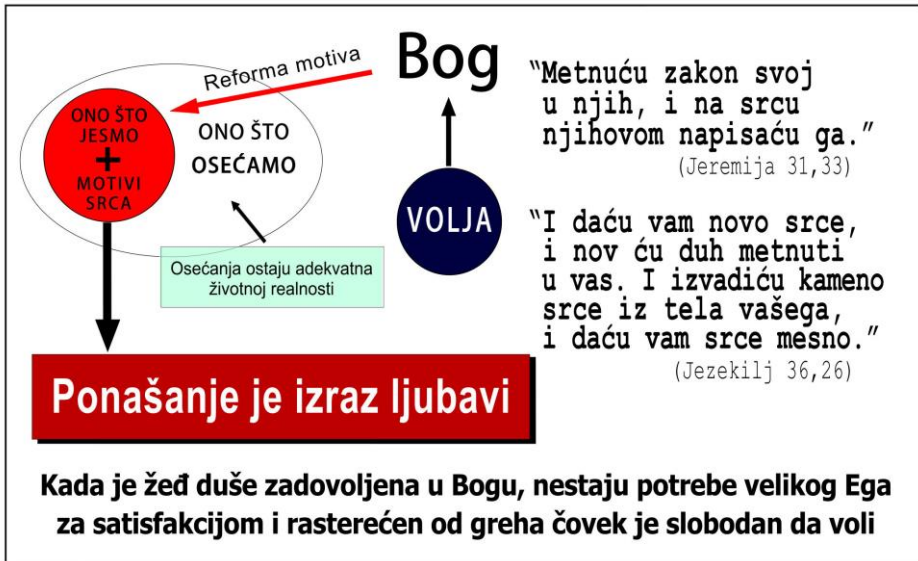 Reforma motiva
Bog
ONO ŠTO
JESMO
+
MOTIVI
SRCA
ONO ŠTO
OSEĆAMO
VOLJA
Osećanja ostaju adekvatna
životnoj realnosti
Ponašanje je izraz ljubavi
“Metnuću zakon svoj
u njih, i na srcu
njihovom napisaću ga.”
(Jeremija 31,33)
“I daću vam novo srce,
i nov ću duh metnuti
u vas. I izvadiću kameno
srce iz tela vašega,
i daću vam srce mesno.”
(Jezekilj 36,26)
Kada je žeđ duše zadovoljena u Bogu, nestaju potrebe velikog Ega
za satisfakcijom i rasterećen od greha čovek je slobodan da voli